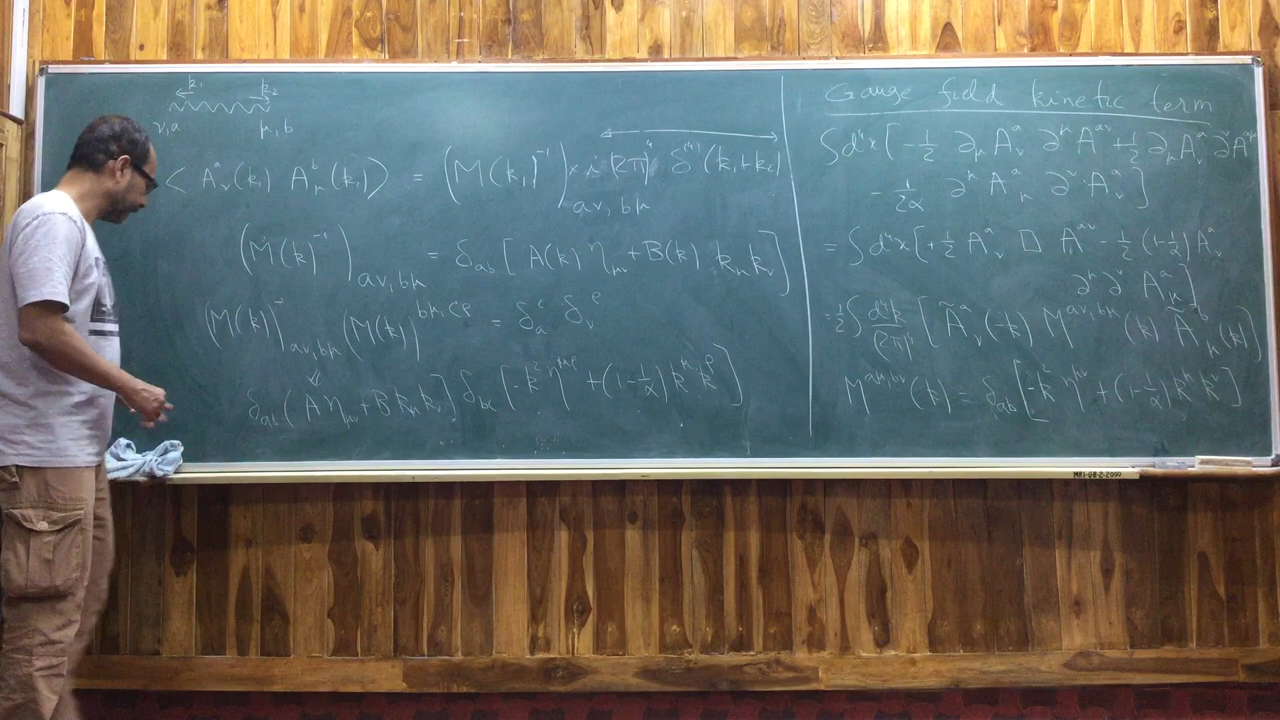 k₁ k₂
ν,a μ,b
< A^a_ν(k₁) A^b_μ(k₂) > = (M(k₁)^{-1})_{aν,bμ} × i (2π)^4 δ^{(4)}(k₁+k₂)
(M(k)^{-1})_{aν,bμ} = δ_{ab} [ A(k) η_{μν} + B(k) k_μ k_ν ]
(M(k))^{-1}_{aν,bμ} (M(k))^{bμ,cρ} = δ_a^c δ_ν^ρ
⇓
δ_{ab} (A η_{μν} + B k_μ k_ν ] δ_{bc} [ -k² η^{μρ} + (1-1/α) k^μ k^ρ ]
Gauge field kinetic term
∫d⁴x [ -1/2 ∂_μ A^a_ν ∂^μ A^{aν} + 1/2 ∂_μ A^a_ν ∂^ν A^{aμ}
- 1/2α ∂^μ A^a_μ ∂^ν A^a_ν ]
= ∫d⁴x [ +1/2 A^a_ν □ A^{aν} - 1/2 (1-1/α) A^a_ν
∂^μ ∂^ν A^a_μ ]
= 1/2 ∫ d⁴k/(2π)⁴ [ Ã^a_ν(-k) M^{aν,bμ}(k) Ã^b_μ(k) ]
M^{aμ,bν}(k) = δ_{ab} [ -k² η^{μν} + (1-1/α) k^μ k^ν ]